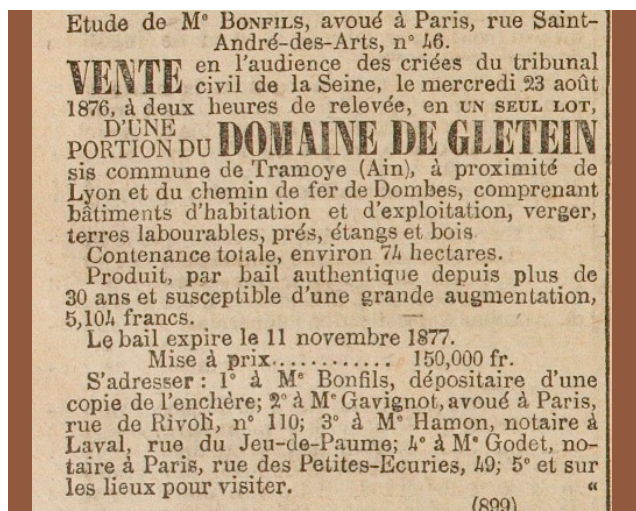 Etude de Mᵉ BONFILS, avoué à Paris, rue Saint-
André-des-Arts, n° 46.
VENTE en l'audience des criées du tribunal
civil de la Seine, le mercredi 23 août
1876, à deux heures de relevée, en UN SEUL LOT,
D'UNE
PORTION DU DOMAINE DE GLETEIN
sis commune de Tramoye (Ain), à proximité de
Lyon et du chemin de fer de Dombes, comprenant
bâtiments d'habitation et d'exploitation, verger,
terres labourables, prés, étangs et bois
Contenance totale, environ 74 hectares.
Produit, par bail authentique depuis plus de
30 ans et susceptible d'une grande augmentation,
5,104 francs.
Le bail expire le 11 novembre 1877.
Mise à prix............ 150,000 fr.
S'adresser : 1° à Mᵉ Bonfils, dépositaire d'une
copie de l'enchère; 2° à Mᵉ Gavignot, avoué à Paris,
rue de Rivoli, n° 110; 3° à Mᵉ Hamon, notaire à
Laval, rue du Jeu-de-Paume; 4° à Mᵉ Godet, no-
taire à Paris, rue des Petites-Ecuries, 49; 5° et sur
les lieux pour visiter. «
(899)